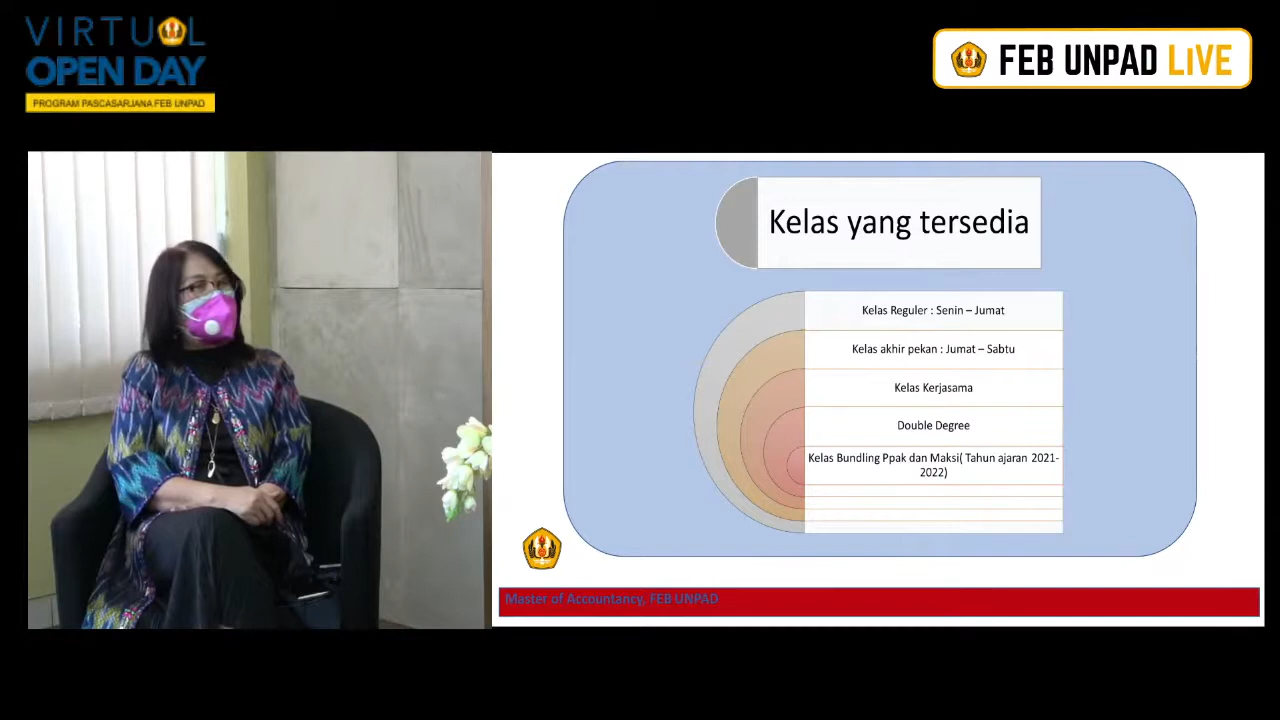 VIRTUAL
OPEN DAY
PROGRAM PASCASARJANA FEB UNPAD
FEB UNPAD LIVE
Kelas yang tersedia
Kelas Reguler : Senin – Jumat
Kelas akhir pekan : Jumat – Sabtu
Kelas Kerjasama
Double Degree
Kelas Bundling Ppak dan Maksi( Tahun ajaran 2021-
2022)
Master of Accountancy, FEB UNPAD